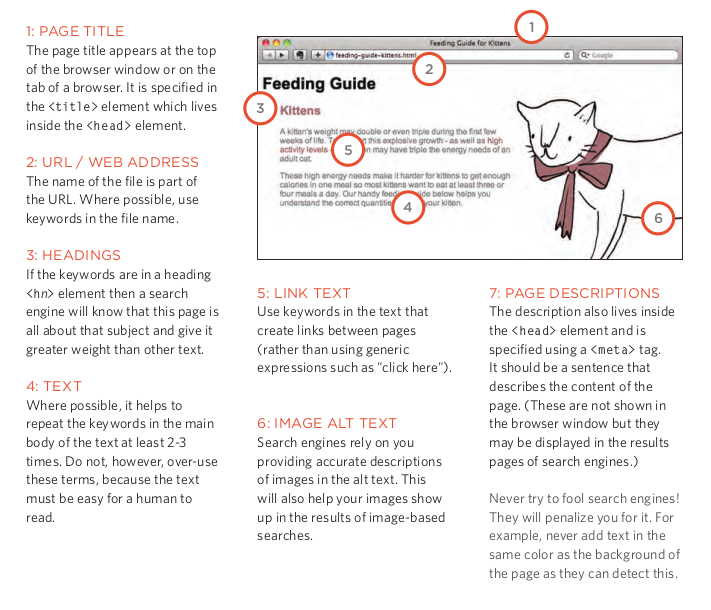 1: PAGE TITLE
The page title appears at the top
of the browser window or on the
tab of a browser. It is specified in
the <title> element which lives
inside the <head> element.
2: URL / WEB ADDRESS
The name of the file is part of
the URL. Where possible, use
keywords in the file name.
3: HEADINGS
If the keywords are in a heading
<hn> element then a search
engine will know that this page is
all about that subject and give it
greater weight than other text.
4: TEXT
Where possible, it helps to
repeat the keywords in the main
body of the text at least 2-3
times. Do not, however, over-use
these terms, because the text
must be easy for a human to
read.
1
Feeding Guide for Kittens
feeding-guide-kittens.html
Google
2
Feeding Guide
3
Kittens
A kitten's weight may double or even triple during the first few
weeks of life. this explosive growth - as well as high
activity levels - may have triple the energy needs of an
adult cat.
5
These high energy needs make it harder for kittens to get enough
calories in one meal so most kittens want to eat at least three or
four meals a day. Our handy feeding guide below helps you
understand the correct quantities your kitten.
4
6
5: LINK TEXT
Use keywords in the text that
create links between pages
(rather than using generic
expressions such as "click here").
6: IMAGE ALT TEXT
Search engines rely on you
providing accurate descriptions
of images in the alt text. This
will also help your images show
up in the results of image-based
searches.
7: PAGE DESCRIPTIONS
The description also lives inside
the <head> element and is
specified using a <meta> tag.
It should be a sentence that
describes the content of the
page. (These are not shown in
the browser window but they
may be displayed in the results
pages of search engines.)
Never try to fool search engines!
They will penalize you for it. For
example, never add text in the
same color as the background of
the page as they can detect this.